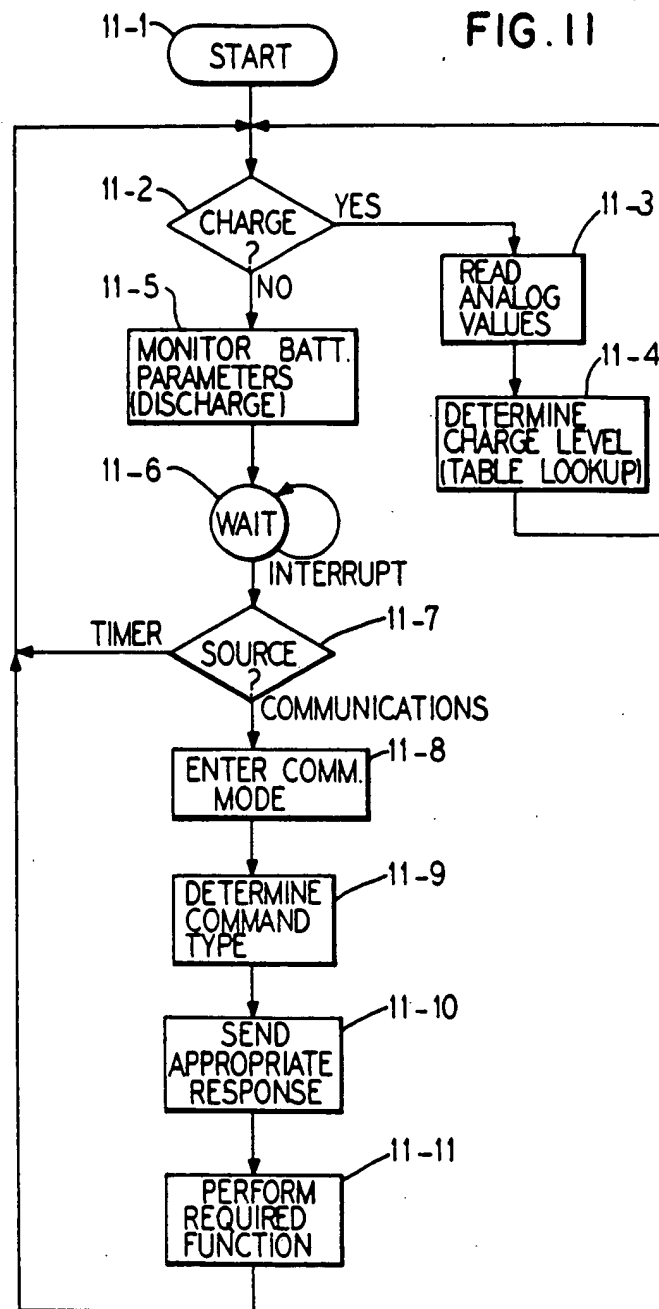 FIG.11
11-1
START
11-2
CHARGE
?
YES
NO
11-3
READ
ANALOG
VALUES
11-4
DETERMINE
CHARGE LEVEL
(TABLE LOOKUP)
11-5
MONITOR BATT.
PARAMETERS
(DISCHARGE)
11-6
WAIT
INTERRUPT
11-7
TIMER
SOURCE
?
COMMUNICATIONS
11-8
ENTER COMM.
MODE
11-9
DETERMINE
COMMAND
TYPE
11-10
SEND
APPROPRIATE
RESPONSE
11-11
PERFORM
REQUIRED
FUNCTION